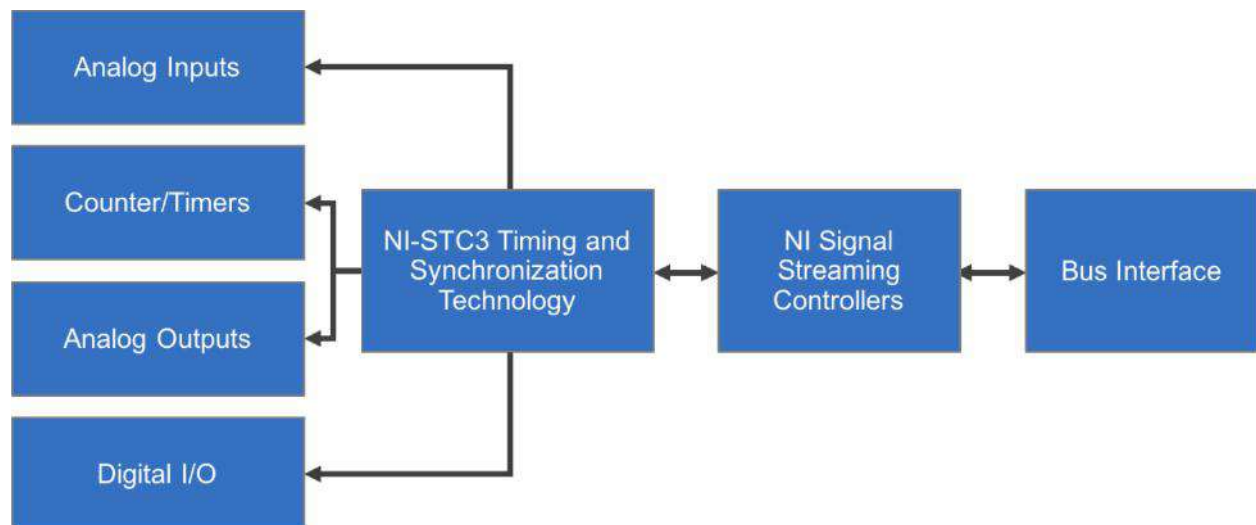 Analog Inputs
Counter/Timers
Analog Outputs
Digital I/O
NI-STC3 Timing and
Synchronization
Technology
NI Signal
Streaming
Controllers
Bus Interface